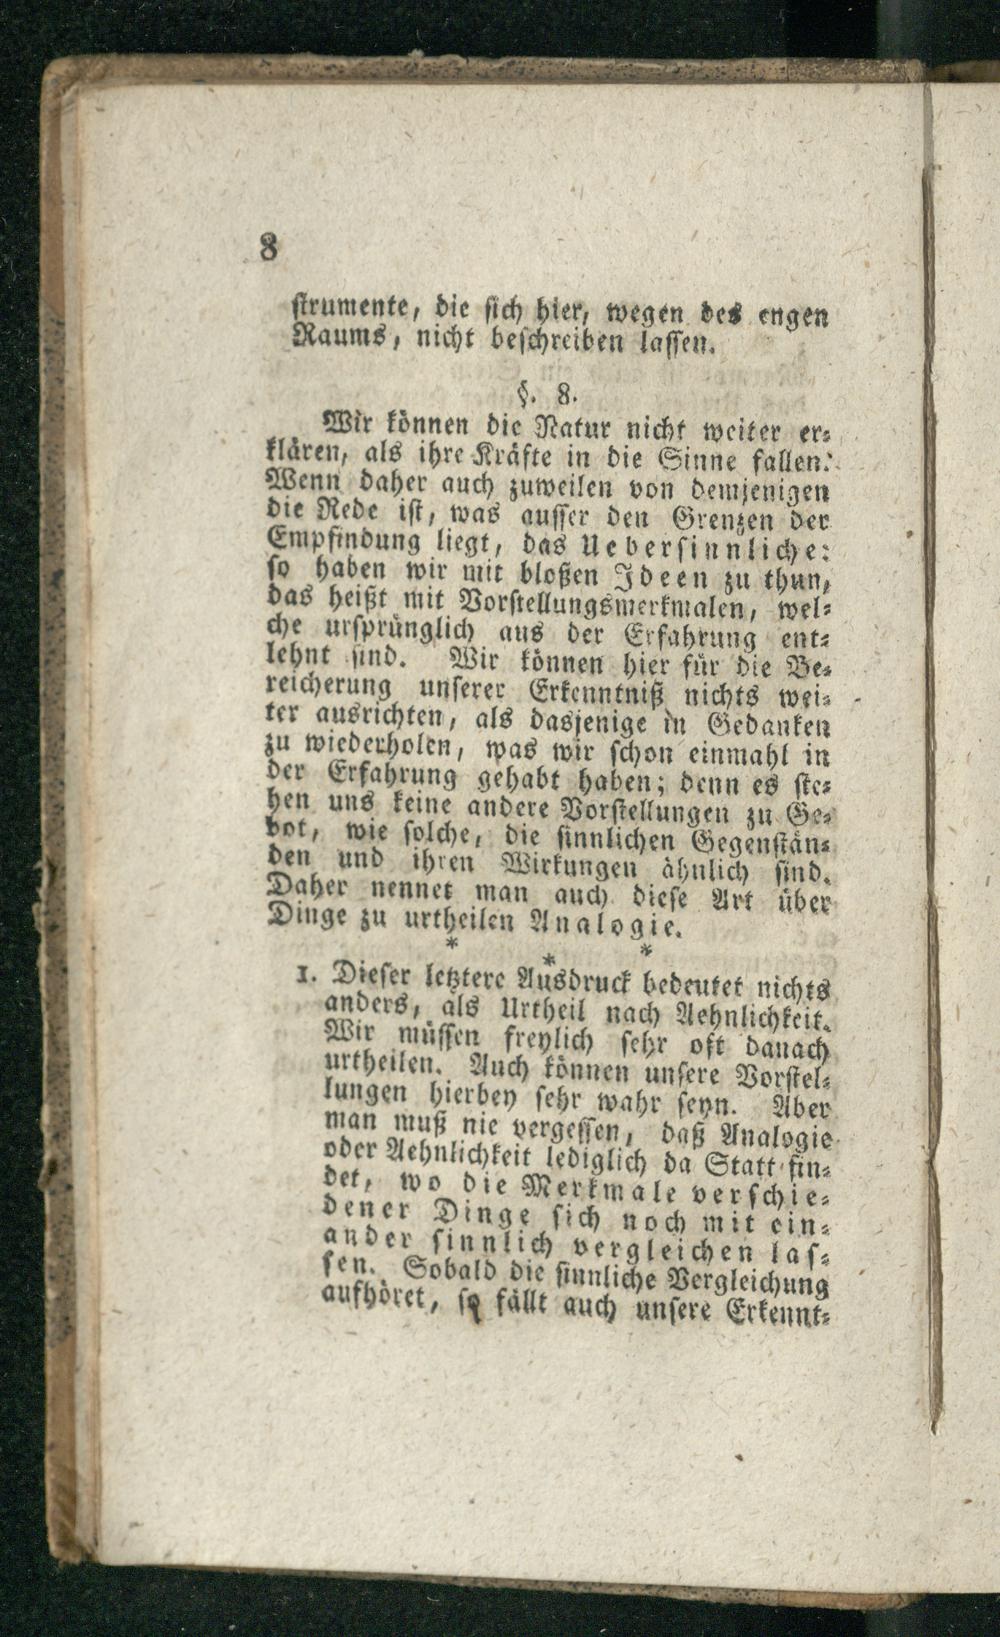 8
strumente, die sich hier, wegen des engen
Raums, nicht beschreiben lassen.
§. 8.
Wir können die Natur nicht weiter er-
klären, als ihre Kräfte in die Sinne fallen.
Wenn daher auch zuweilen von demjenigen
die Rede ist, was ausser den Grenzen der
Empfindung liegt, das Uebersinnliche:
so haben wir mit bloßen Ideen zu thun,
das heißt mit Vorstellungsmerkmalen, wel-
che ursprünglich aus der Erfahrung ent-
lehnt sind. Wir können hier für die Be-
reicherung unserer Erkenntniß nichts wei-
ter ausrichten, als dasjenige in Gedanken
zu wiederholen, was wir schon einmahl in
der Erfahrung gehabt haben; denn es ste-
hen uns keine andere Vorstellungen zu Ge-
bot, wie solche, die sinnlichen Gegenstän-
den und ihren Wirkungen ähnlich sind.
Daher nennet man auch diese Art über
Dinge zu urtheilen Analogie.
* * *
1. Dieser letztere Ausdruck bedeutet nichts
anders, als Urtheil nach Aehnlichkeit.
Wir müssen freylich sehr oft danach
urtheilen. Auch können unsere Vorstel-
lungen hierbey sehr wahr seyn. Aber
man muß nie vergessen, daß Analogie
oder Aehnlichkeit lediglich da Statt fin-
det, wo die Merkmale verschie-
dener Dinge sich noch mit ein-
ander sinnlich vergleichen las-
sen. Sobald die sinnliche Vergleichung
aufhöret, so fällt auch unsere Erkennt-